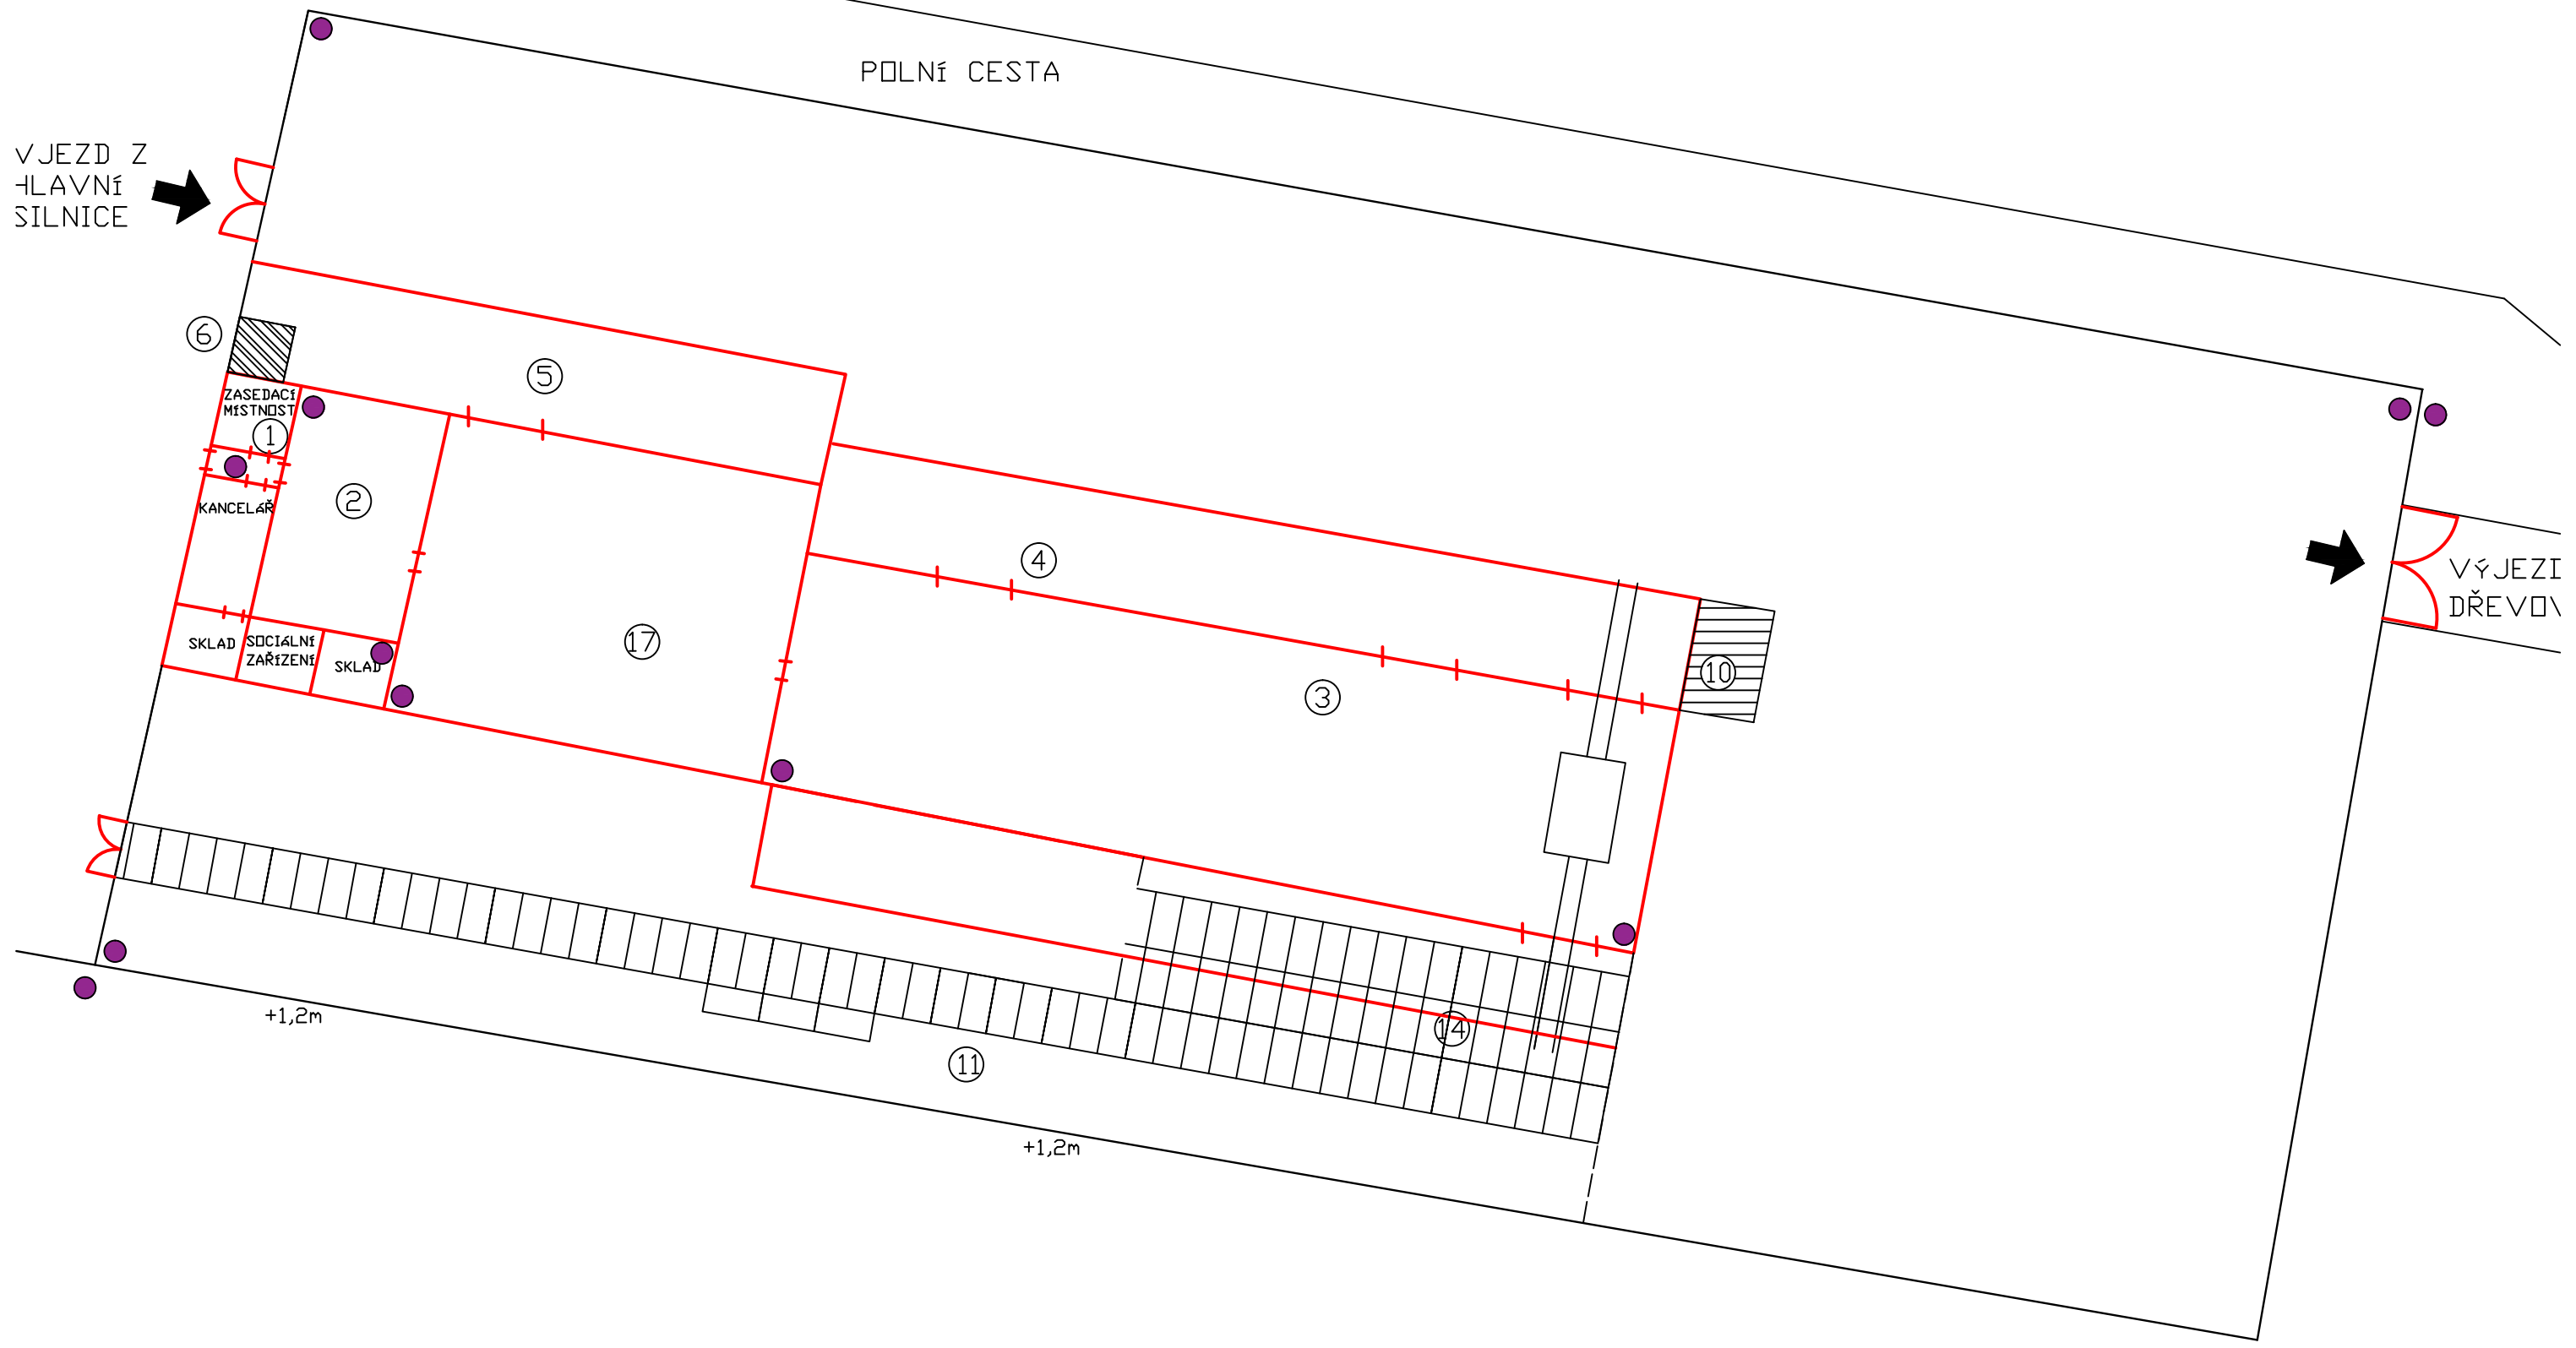 POLNÍ CESTA
VJEZD Z
HLAVNÍ
SILNICE
6
5
ZASEDACÍ
MÍSTNOST
1
2
KANCELÁŘ
4
VÝJEZD
DŘEVO
17
SKLAD
SOCIÁLNÍ
ZAŘÍZENÍ
SKLAD
3
10
+1,2m
14
11
+1,2m